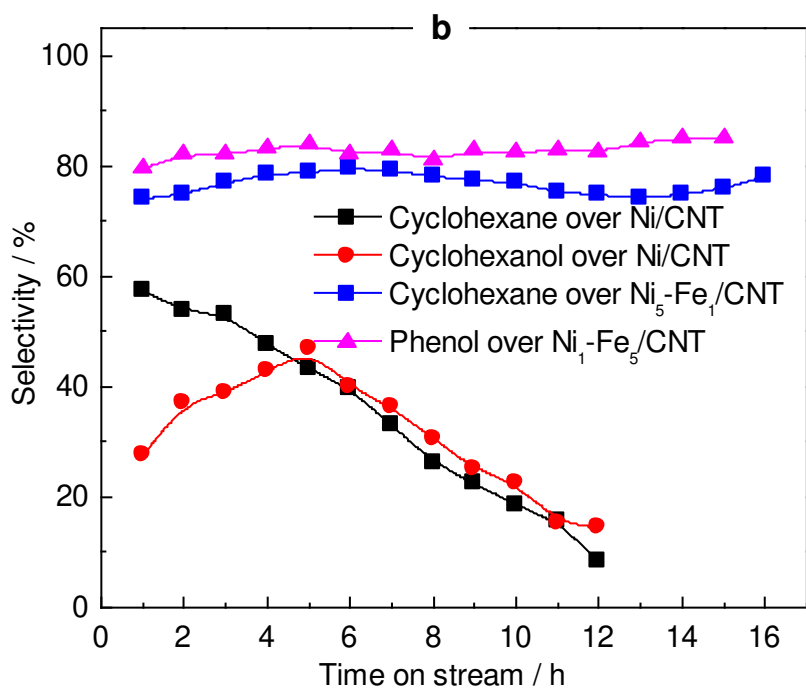 b
100
80
60
40
20
0
Selectivity / %
Cyclohexane over Ni/CNT
Cyclohexanol over Ni/CNT
Cyclohexane over Ni₅-Fe₁/CNT
Phenol over Ni₁-Fe₅/CNT
0 2 4 6 8 10 12 14 16
Time on stream / h